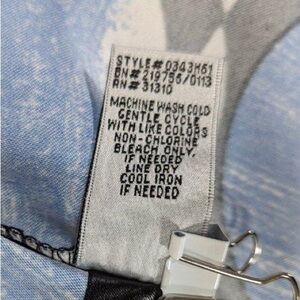 STYLE# 0343M61
BN# 219756/0113
RN# 31310
MACHINE WASH COLD
GENTLE CYCLE
WITH LIKE COLORS
NON-CHLORINE
BLEACH ONLY,
IF NEEDED
LINE DRY
COOL IRON
IF NEEDED